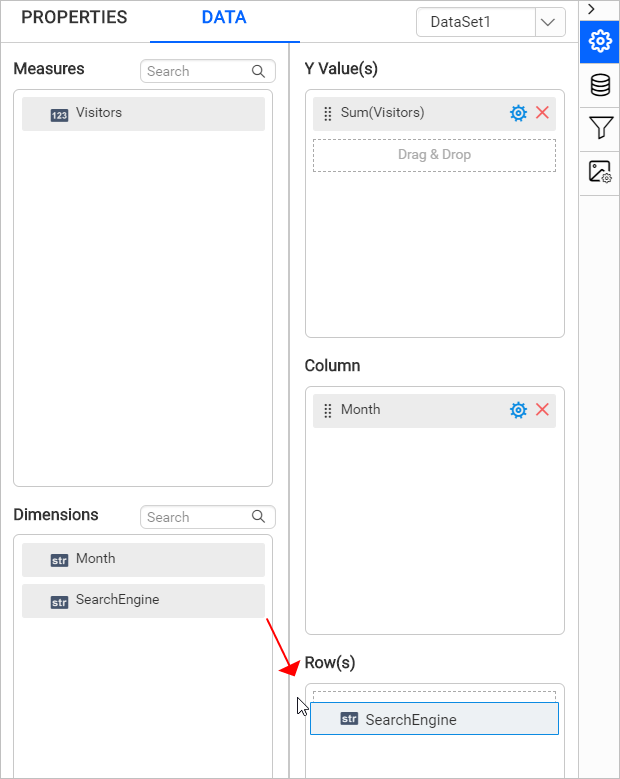 PROPERTIES
DATA
DataSet1
Measures
Search
123 Visitors
Dimensions
Search
str Month
str SearchEngine
Y Value(s)
Sum(Visitors)
Drag & Drop
Column
Month
Row(s)
str SearchEngine